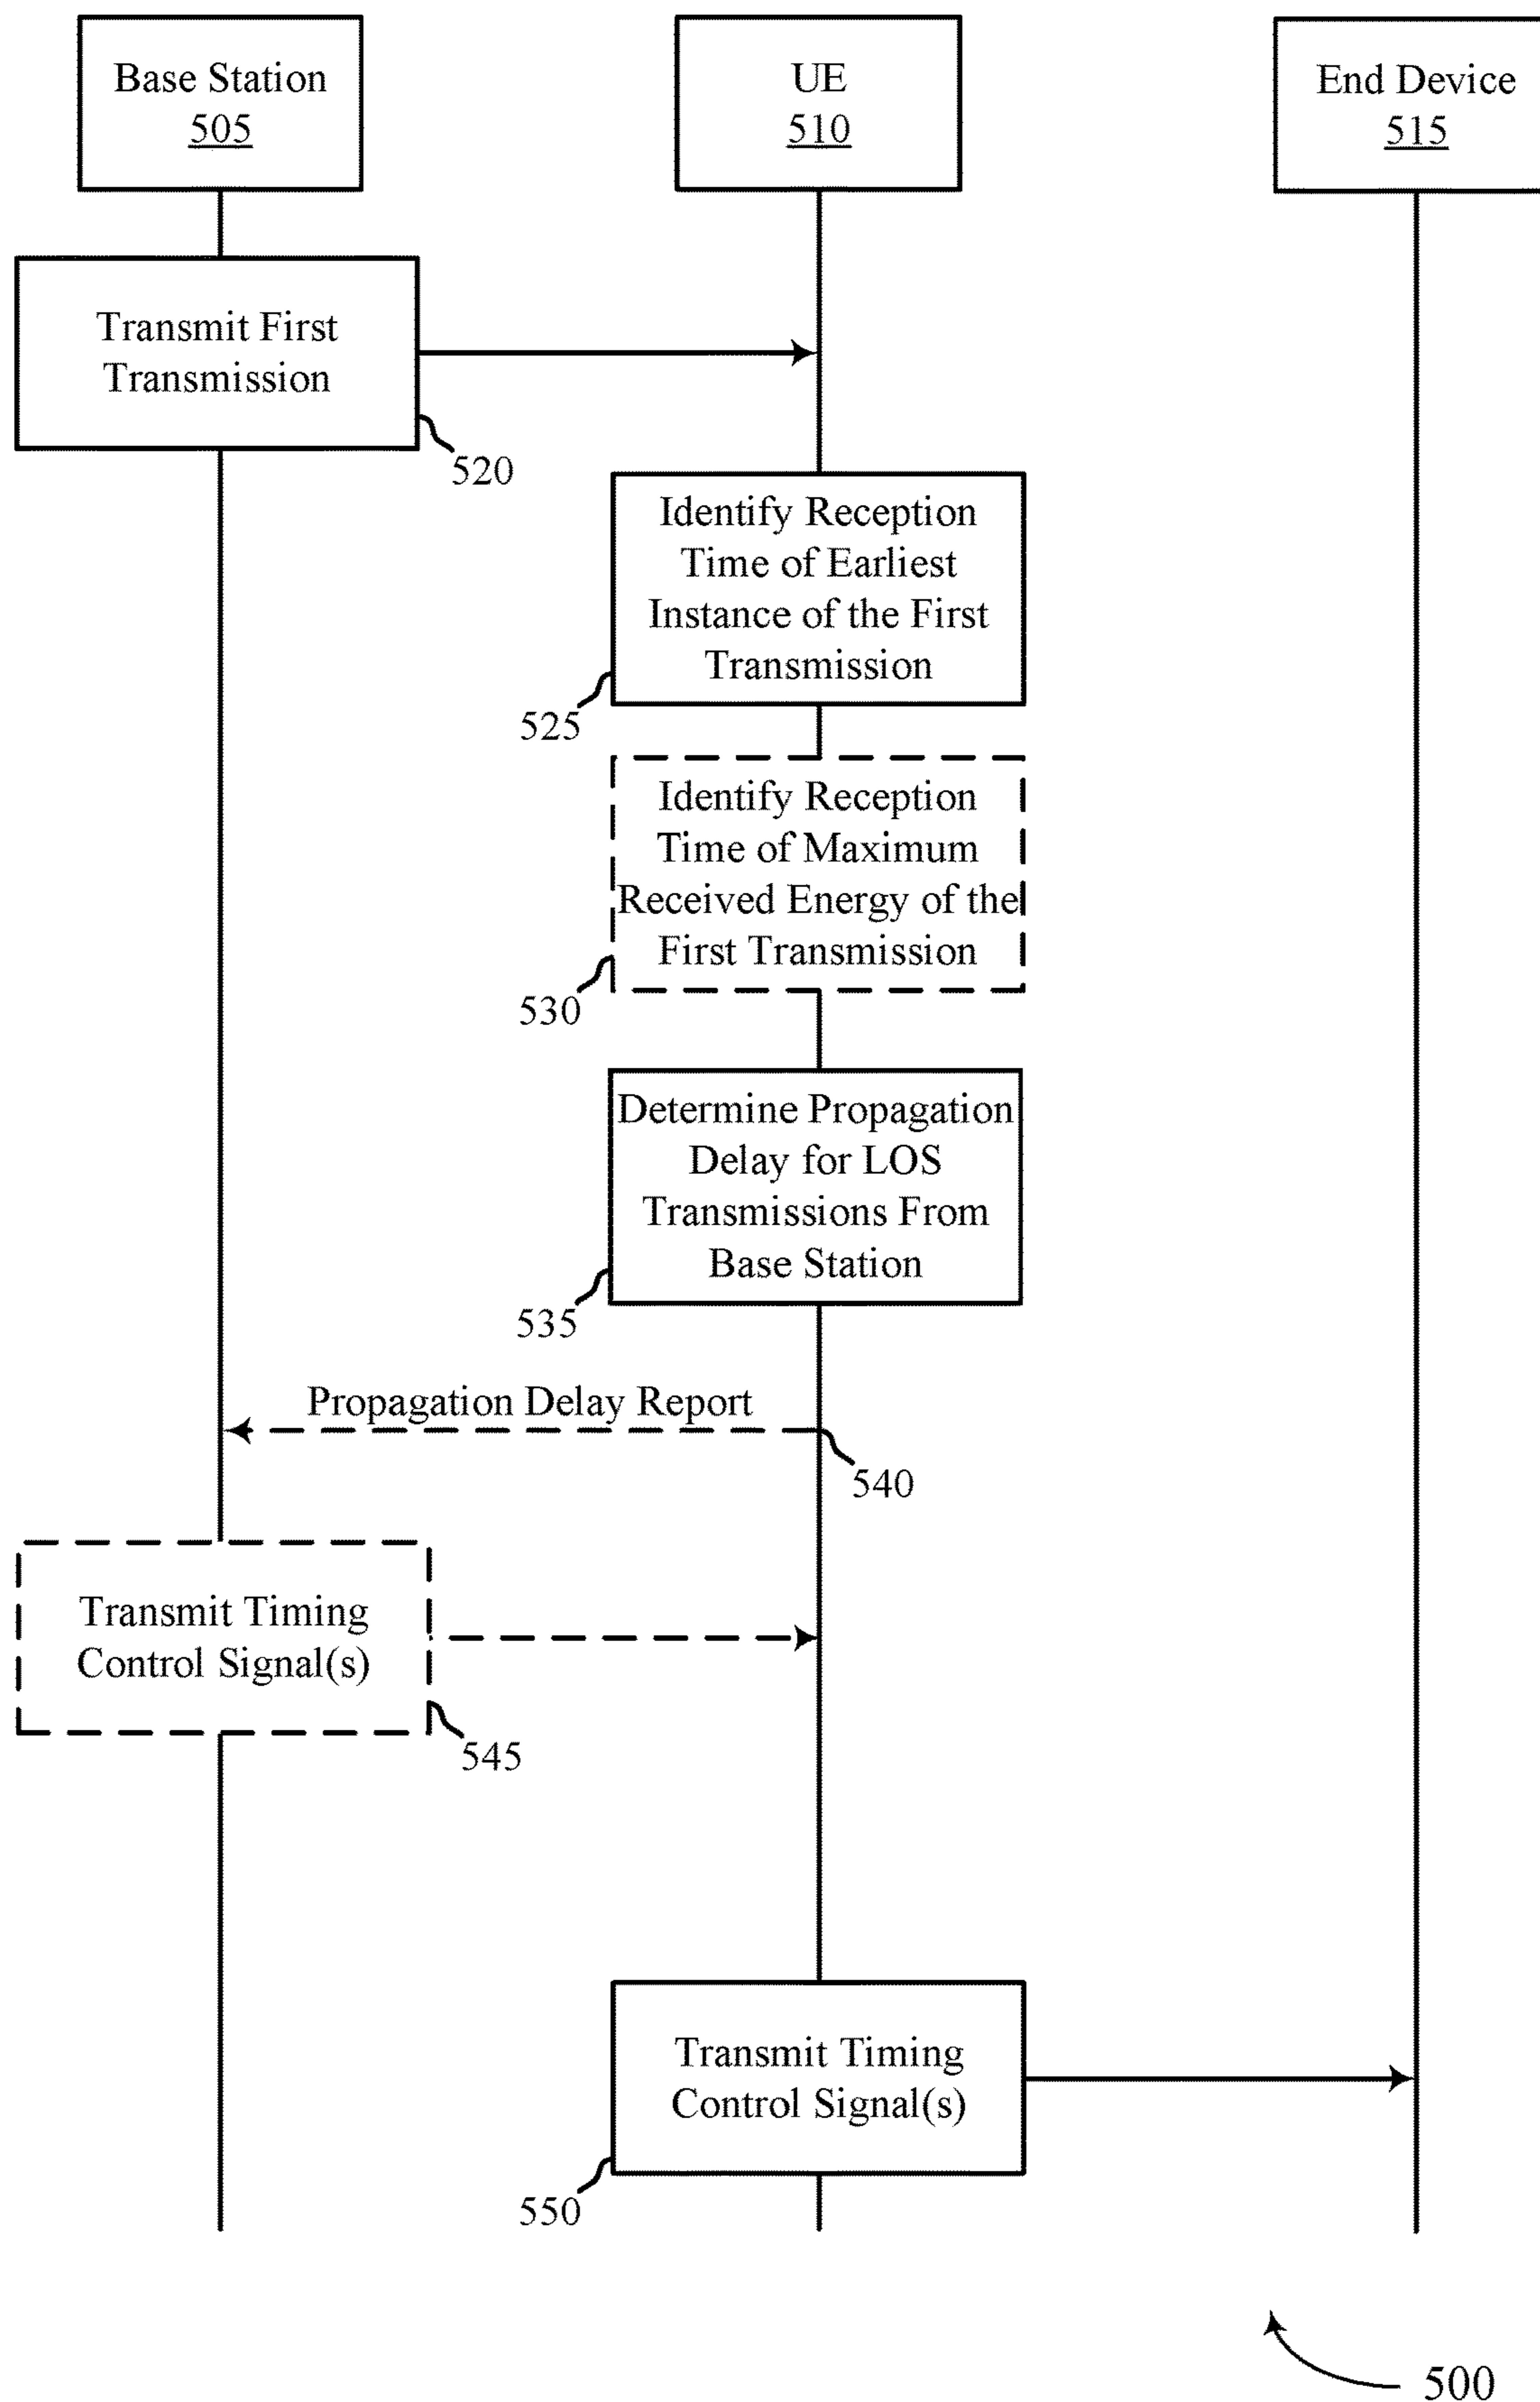 Base Station
505
UE
510
End Device
515
Transmit First
Transmission
520
Identify Reception
Time of Earliest
Instance of the First
Transmission
525
Identify Reception
Time of Maximum
Received Energy of the
First Transmission
530
Determine Propagation
Delay for LOS
Transmissions From
Base Station
535
Propagation Delay Report
540
Transmit Timing
Control Signal(s)
545
Transmit Timing
Control Signal(s)
550
500